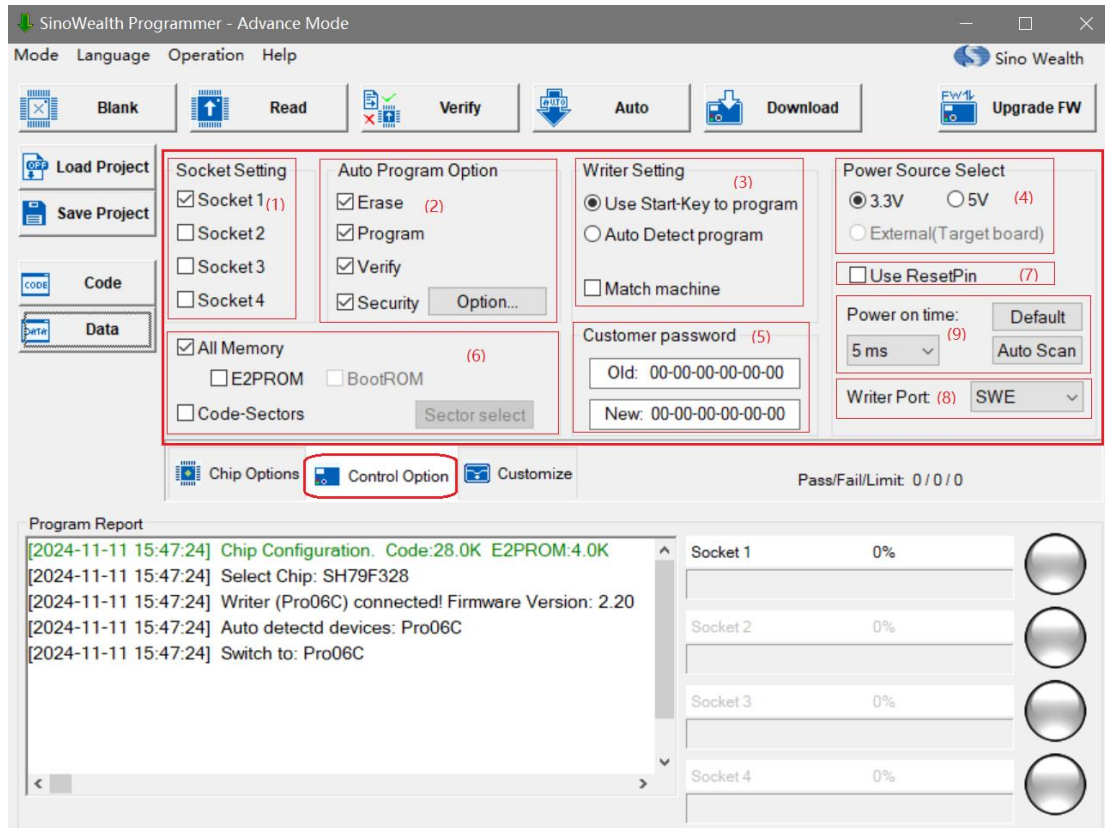 SinoWealth Programmer - Advance Mode
Mode Language Operation Help
Sino Wealth
Blank
Read
Verify
AUTO
Auto
Download
FW
Upgrade FW
OPP
Load Project
Save Project
CODE
Code
DATA
Data
Socket Setting
Socket 1 (1)
Socket 2
Socket 3
Socket 4
Auto Program Option
Erase (2)
Program
Verify
Security Option...
Writer Setting
(3)
Use Start-Key to program
Auto Detect program
Match machine
Power Source Select
3.3V 5V (4)
External(Target board)
Use ResetPin (7)
Power on time: Default
5 ms (9) Auto Scan
Writer Port: (8) SWE
All Memory (6)
E2PROM BootROM
Code-Sectors Sector select
Customer password (5)
Old: 00-00-00-00-00-00
New: 00-00-00-00-00-00
Chip Options Control Option Customize
Pass/Fail/Limit: 0 / 0 / 0
Program Report
[2024-11-11 15:47:24] Chip Configuration. Code:28.0K E2PROM:4.0K
[2024-11-11 15:47:24] Select Chip: SH79F328
[2024-11-11 15:47:24] Writer (Pro06C) connected! Firmware Version: 2.20
[2024-11-11 15:47:24] Auto detectd devices: Pro06C
[2024-11-11 15:47:24] Switch to: Pro06C
Socket 1 0%
Socket 2 0%
Socket 3 0%
Socket 4 0%